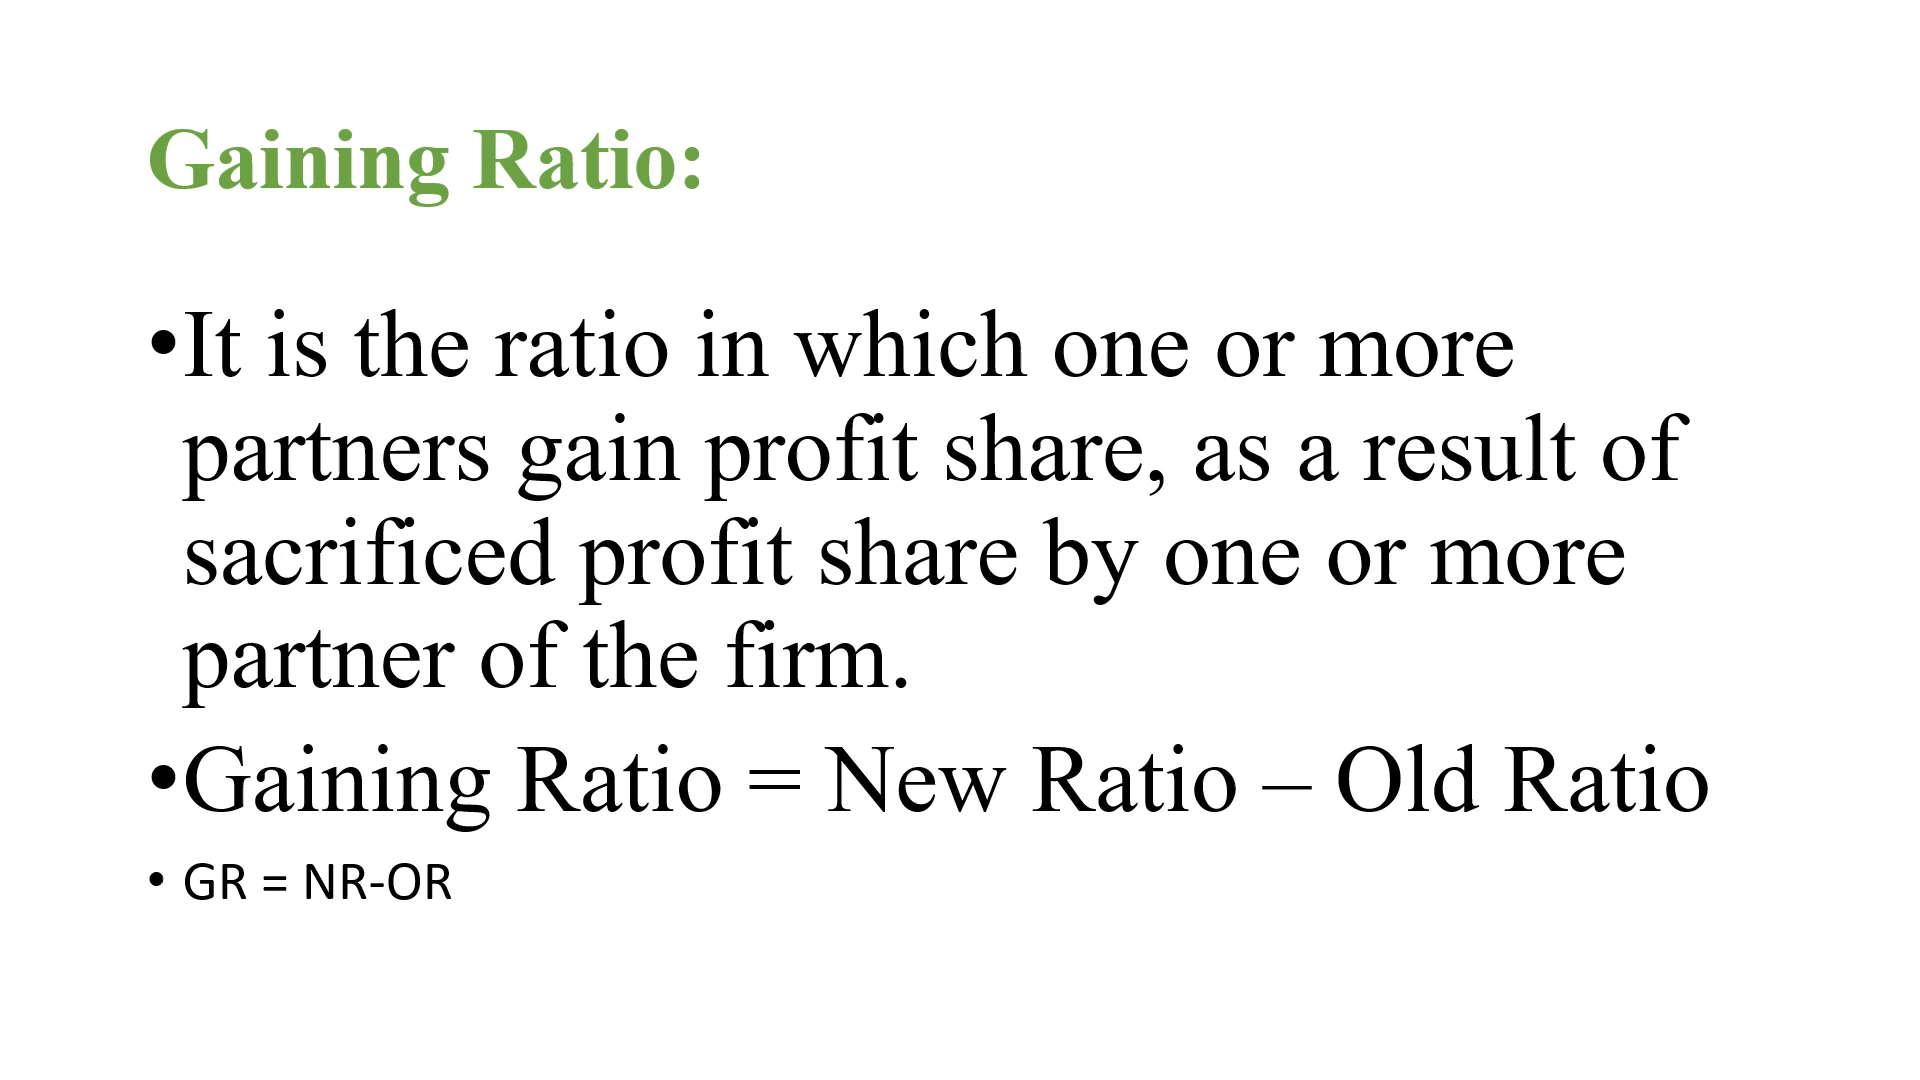 Gaining Ratio:
•It is the ratio in which one or more
partners gain profit share, as a result of
sacrificed profit share by one or more
partner of the firm.
•Gaining Ratio = New Ratio – Old Ratio
• GR = NR-OR